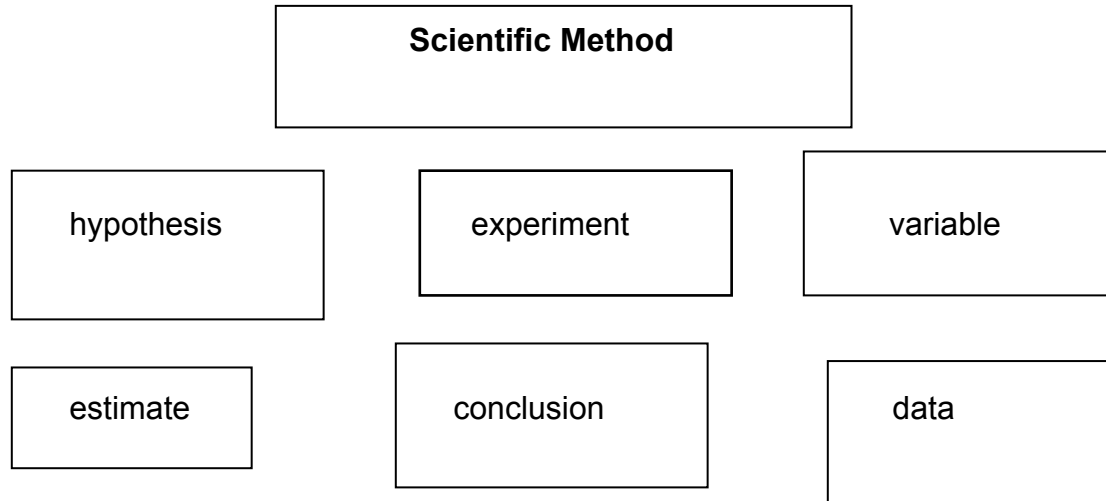 Scientific Method
hypothesis
experiment
variable
estimate
conclusion
data